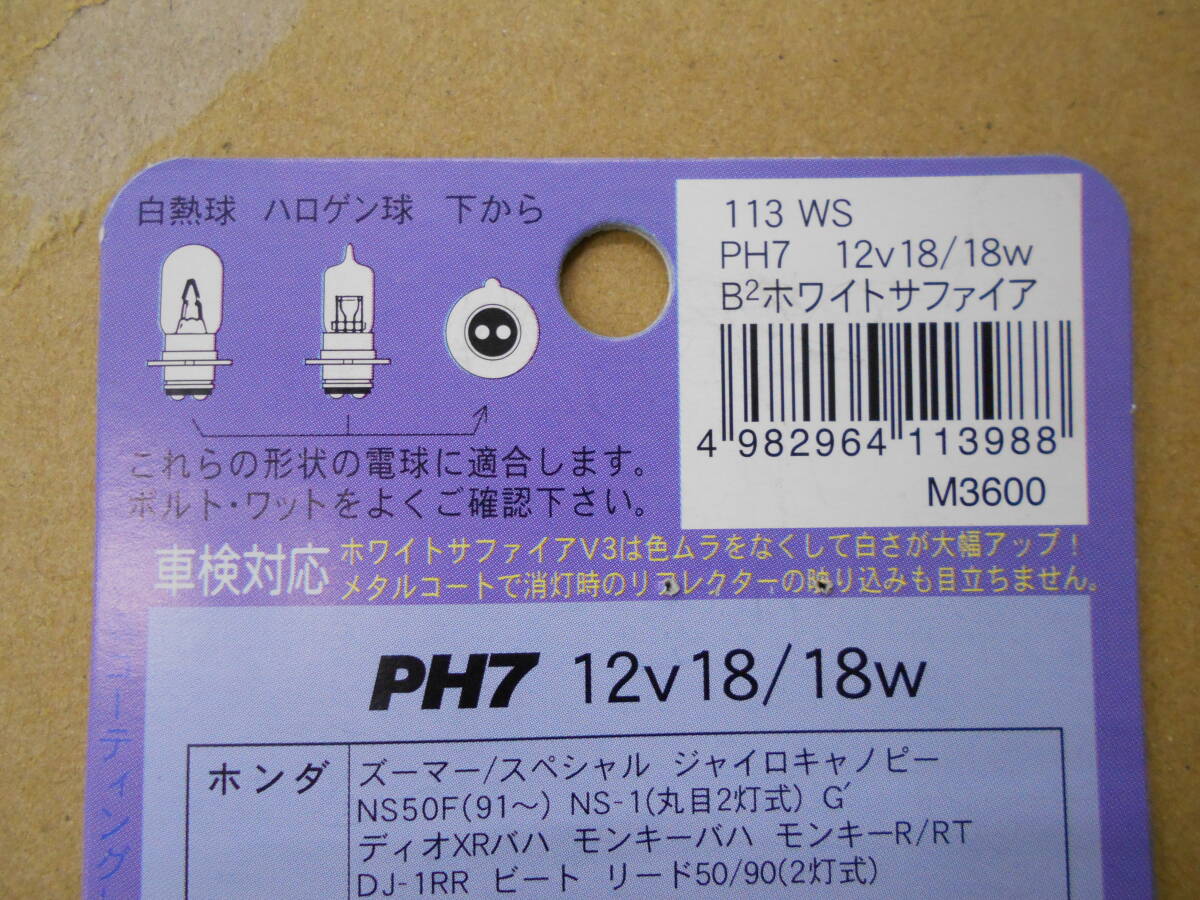 白熱球 ハロゲン球 下から
これらの形状の電球に適合します。
ボルト・ワットをよくご確認下さい。
113 WS
PH7 12v18/18w
B²ホワイトサファイア
4 982964 113988
M3600
車検対応
ホワイトサファイアV3は色ムラをなくして白さが大幅アップ!
メタルコートで消灯時のリフレクターの映り込みも目立ちません。
PH7 12v18/18w
ホンダ
ズーマー/スペシャル ジャイロキャノピー
NS50F(91〜) NS-1(丸目2灯式) G′
ディオXRバハ モンキーバハ モンキーR/RT
DJ-1RR ビート リード50/90(2灯式)
ーティング